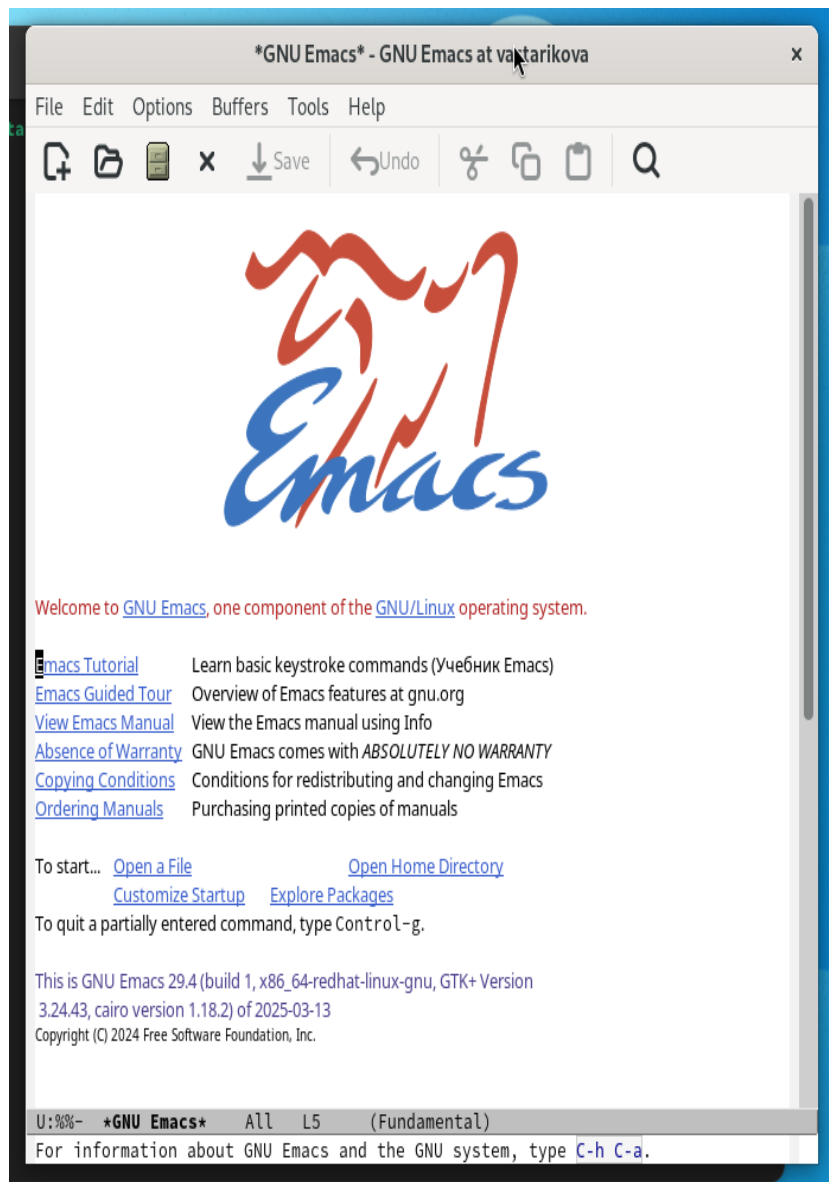 *GNU Emacs* - GNU Emacs at vastarikova
File Edit Options Buffers Tools Help
Save Undo
Emacs
Welcome to GNU Emacs, one component of the GNU/Linux operating system.
Emacs Tutorial Learn basic keystroke commands (Учебник Emacs)
Emacs Guided Tour Overview of Emacs features at gnu.org
View Emacs Manual View the Emacs manual using Info
Absence of Warranty GNU Emacs comes with ABSOLUTELY NO WARRANTY
Copying Conditions Conditions for redistributing and changing Emacs
Ordering Manuals Purchasing printed copies of manuals
To start... Open a File Open Home Directory
Customize Startup Explore Packages
To quit a partially entered command, type Control-g.
This is GNU Emacs 29.4 (build 1, x86_64-redhat-linux-gnu, GTK+ Version
3.24.43, cairo version 1.18.2) of 2025-03-13
Copyright (C) 2024 Free Software Foundation, Inc.
U:%%- *GNU Emacs* All L5 (Fundamental)
For information about GNU Emacs and the GNU system, type C-h C-a.